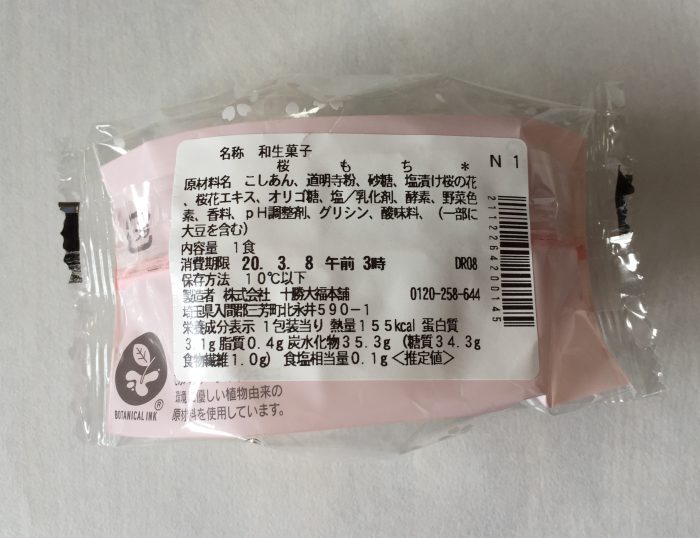 名称 和生菓子
桜もち*
N1
原材料名 こしあん、道明寺粉、砂糖、塩漬け桜の花
、桜花エキス、オリゴ糖、塩／乳化剤、酵素、野菜色
素、香料、pH調整剤、グリシン、酸味料、（一部に
大豆を含む）
内容量 1食
消費期限 20. 3. 8 午前 3時 DR08
保存方法 10℃以下
製造者 株式会社 十勝大福本舗 0120-258-644
埼玉県入間郡三芳町北永井590-1
栄養成分表示 1包装当り 熱量155kcal 蛋白質
3.1g 脂質0.4g 炭水化物35.3g（糖質34.3g
食物繊維1.0g） 食塩相当量0.1g＜推定値＞
2112264200145
BOTANICAL INK®
環境に優しい植物由来の
原材料を使用しています。